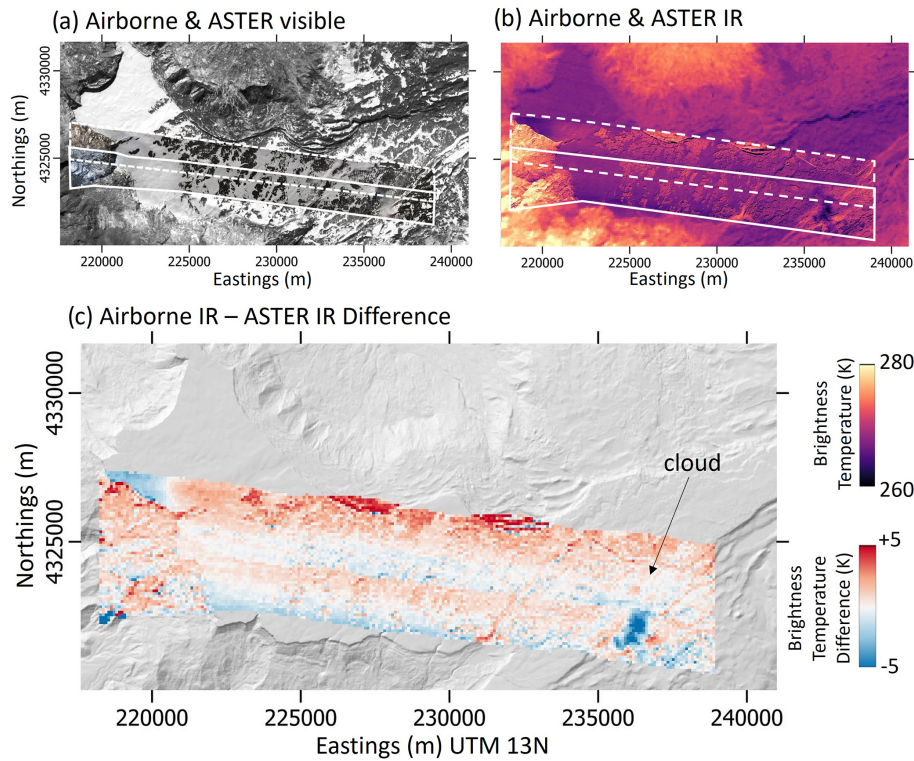 (a) Airborne & ASTER visible
(b) Airborne & ASTER IR
Northings (m)
4330000
4325000
220000 225000 230000 235000 240000
Eastings (m)
220000 225000 230000 235000 240000
Eastings (m)
(c) Airborne IR – ASTER IR Difference
Northings (m)
4330000
4325000
cloud
220000 225000 230000 235000 240000
Eastings (m) UTM 13N
Brightness
Temperature (K)
280
260
Brightness
Temperature
Difference (K)
+5
-5